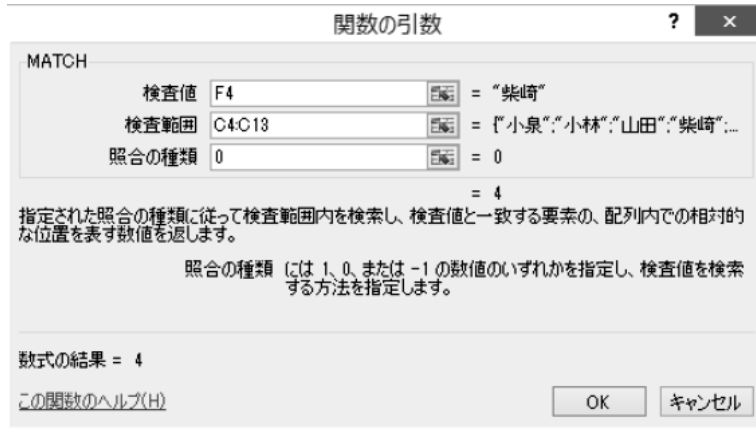 関数の引数 ? ×
MATCH
検査値 F4 = "柴崎"
検査範囲 C4:C13 = {"小泉";"小林";"山田";"柴崎";...
照合の種類 0 = 0
= 4
指定された照合の種類に従って検査範囲内を検索し、検査値と一致する要素の、配列内での相対的
な位置を表す数値を返します。
照合の種類 には 1、0、または -1 の数値のいずれかを指定し、検査値を検索
する方法を指定します。
数式の結果 = 4
この関数のヘルプ(H) OK キャンセル